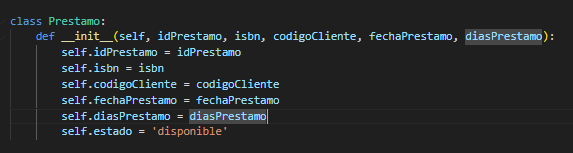 class Prestamo:
    def __init__(self, idPrestamo, isbn, codigoCliente, fechaPrestamo, diasPrestamo):
        self.idPrestamo = idPrestamo
        self.isbn = isbn
        self.codigoCliente = codigoCliente
        self.fechaPrestamo = fechaPrestamo
        self.diasPrestamo = diasPrestamo
        self.estado = 'disponible'